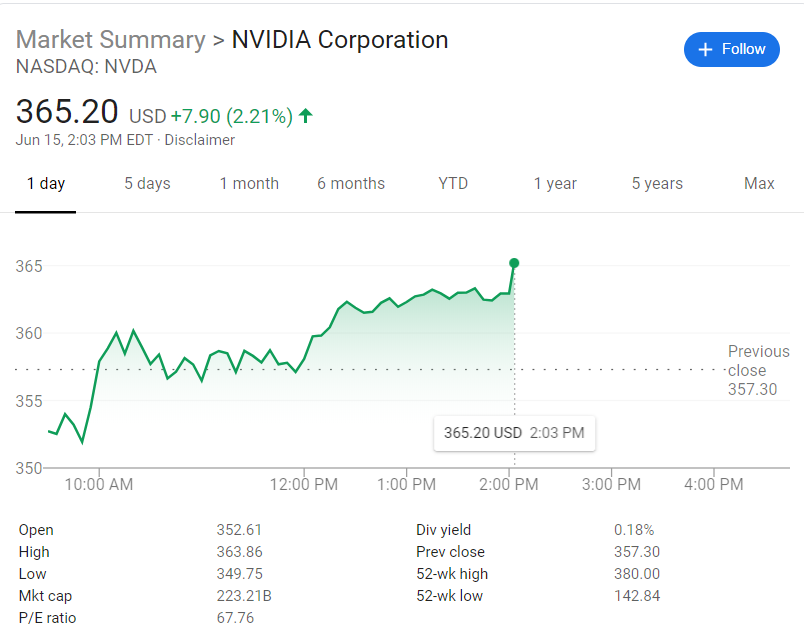 Market Summary > NVIDIA Corporation
NASDAQ: NVDA
+ Follow
365.20 USD +7.90 (2.21%)
Jun 15, 2:03 PM EDT · Disclaimer
1 day 5 days 1 month 6 months YTD 1 year 5 years Max
365
360
355
350
Previous
close
357.30
365.20 USD 2:03 PM
10:00 AM 12:00 PM 1:00 PM 2:00 PM 3:00 PM 4:00 PM
Open 352.61 Div yield 0.18%
High 363.86 Prev close 357.30
Low 349.75 52-wk high 380.00
Mkt cap 223.21B 52-wk low 142.84
P/E ratio 67.76